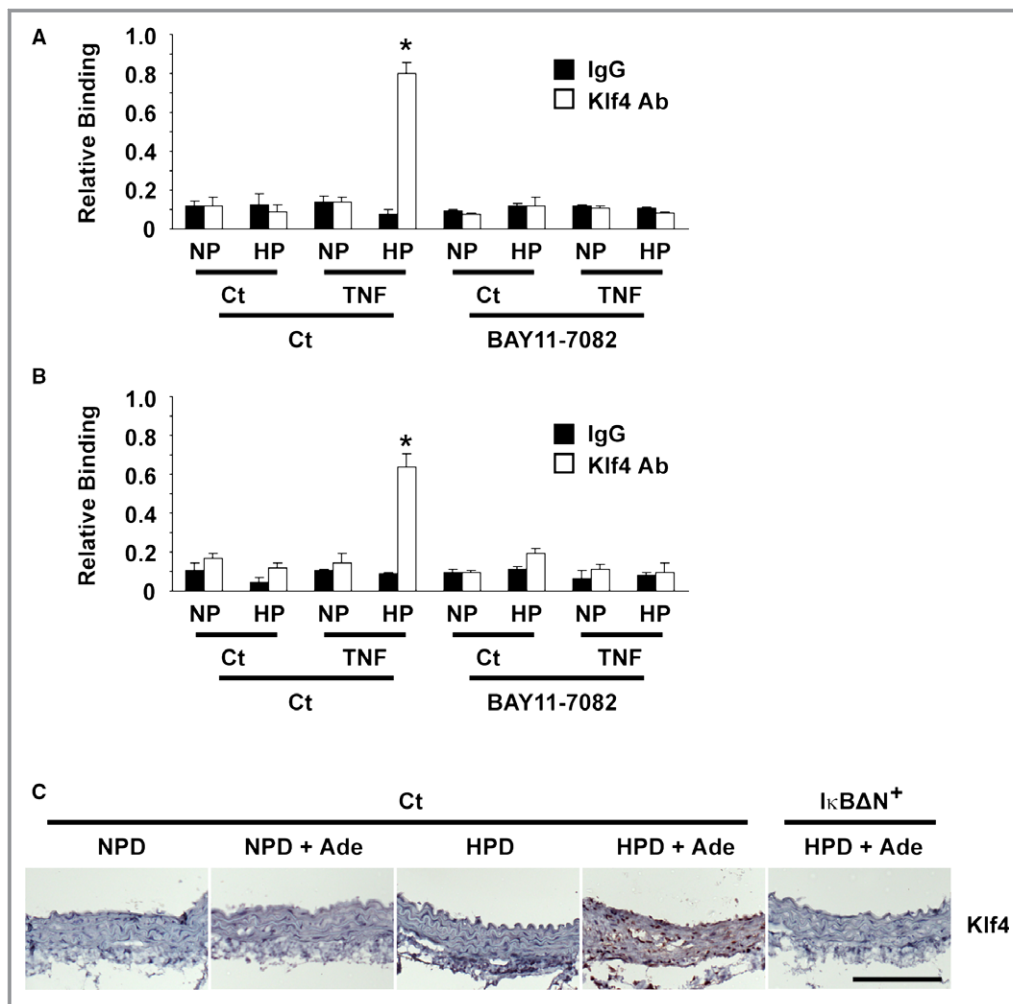 A
1.0
0.8
0.6
0.4
0.2
0
Relative Binding
*
IgG
Klf4 Ab
NP HP NP HP NP HP NP HP
Ct TNF Ct TNF
Ct BAY11-7082
B
1.0
0.8
0.6
0.4
0.2
0
Relative Binding
*
IgG
Klf4 Ab
NP HP NP HP NP HP NP HP
Ct TNF Ct TNF
Ct BAY11-7082
C
Ct IκBΔN⁺
NPD NPD + Ade HPD HPD + Ade HPD + Ade
Klf4